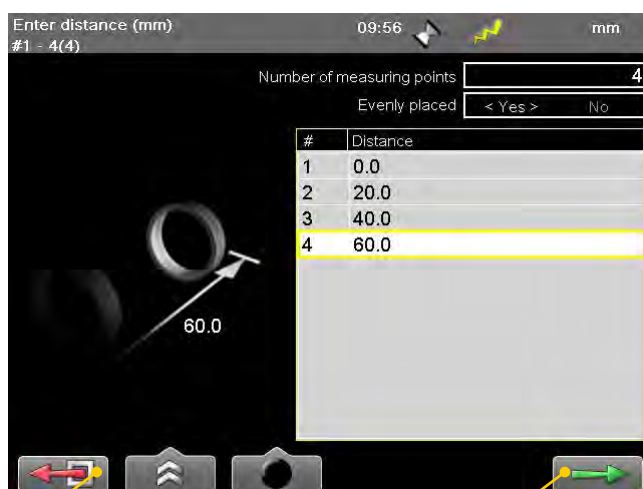 Enter distance (mm) 09:56 mm
#1 - 4(4)
Number of measuring points 4
Evenly placed < Yes > No
# Distance
1 0.0
2 20.0
3 40.0
4 60.0
60.0